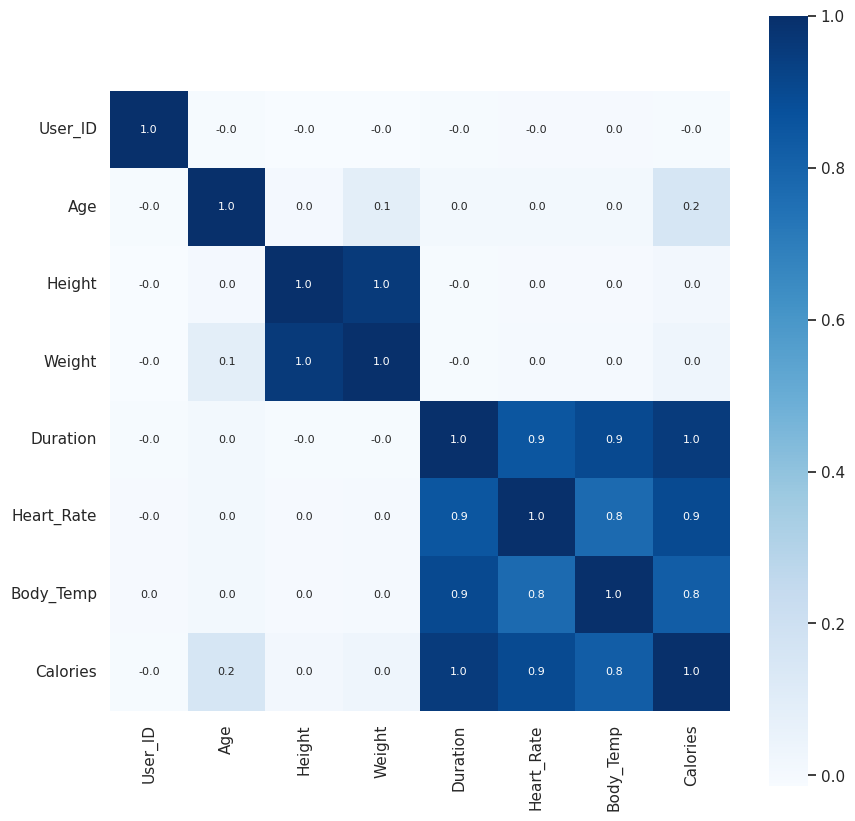 1.0
User_ID 1.0 -0.0 -0.0 -0.0 -0.0 -0.0 0.0 -0.0
0.8
Age -0.0 1.0 0.0 0.1 0.0 0.0 0.0 0.2
Height -0.0 0.0 1.0 1.0 -0.0 0.0 0.0 0.0
0.6
Weight -0.0 0.1 1.0 1.0 -0.0 0.0 0.0 0.0
Duration -0.0 0.0 -0.0 -0.0 1.0 0.9 0.9 1.0
0.4
Heart_Rate -0.0 0.0 0.0 0.0 0.9 1.0 0.8 0.9
Body_Temp 0.0 0.0 0.0 0.0 0.9 0.8 1.0 0.8
0.2
Calories -0.0 0.2 0.0 0.0 1.0 0.9 0.8 1.0
0.0
User_ID
Age
Height
Weight
Duration
Heart_Rate
Body_Temp
Calories